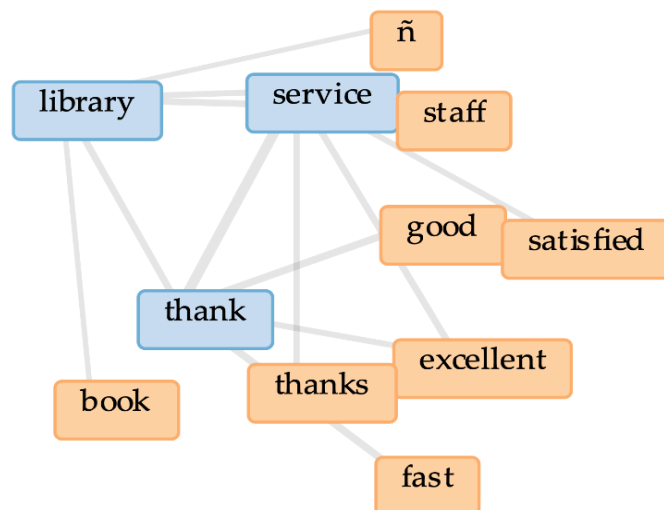 ñ
library
service
staff
good
satisfied
thank
excellent
thanks
book
fast